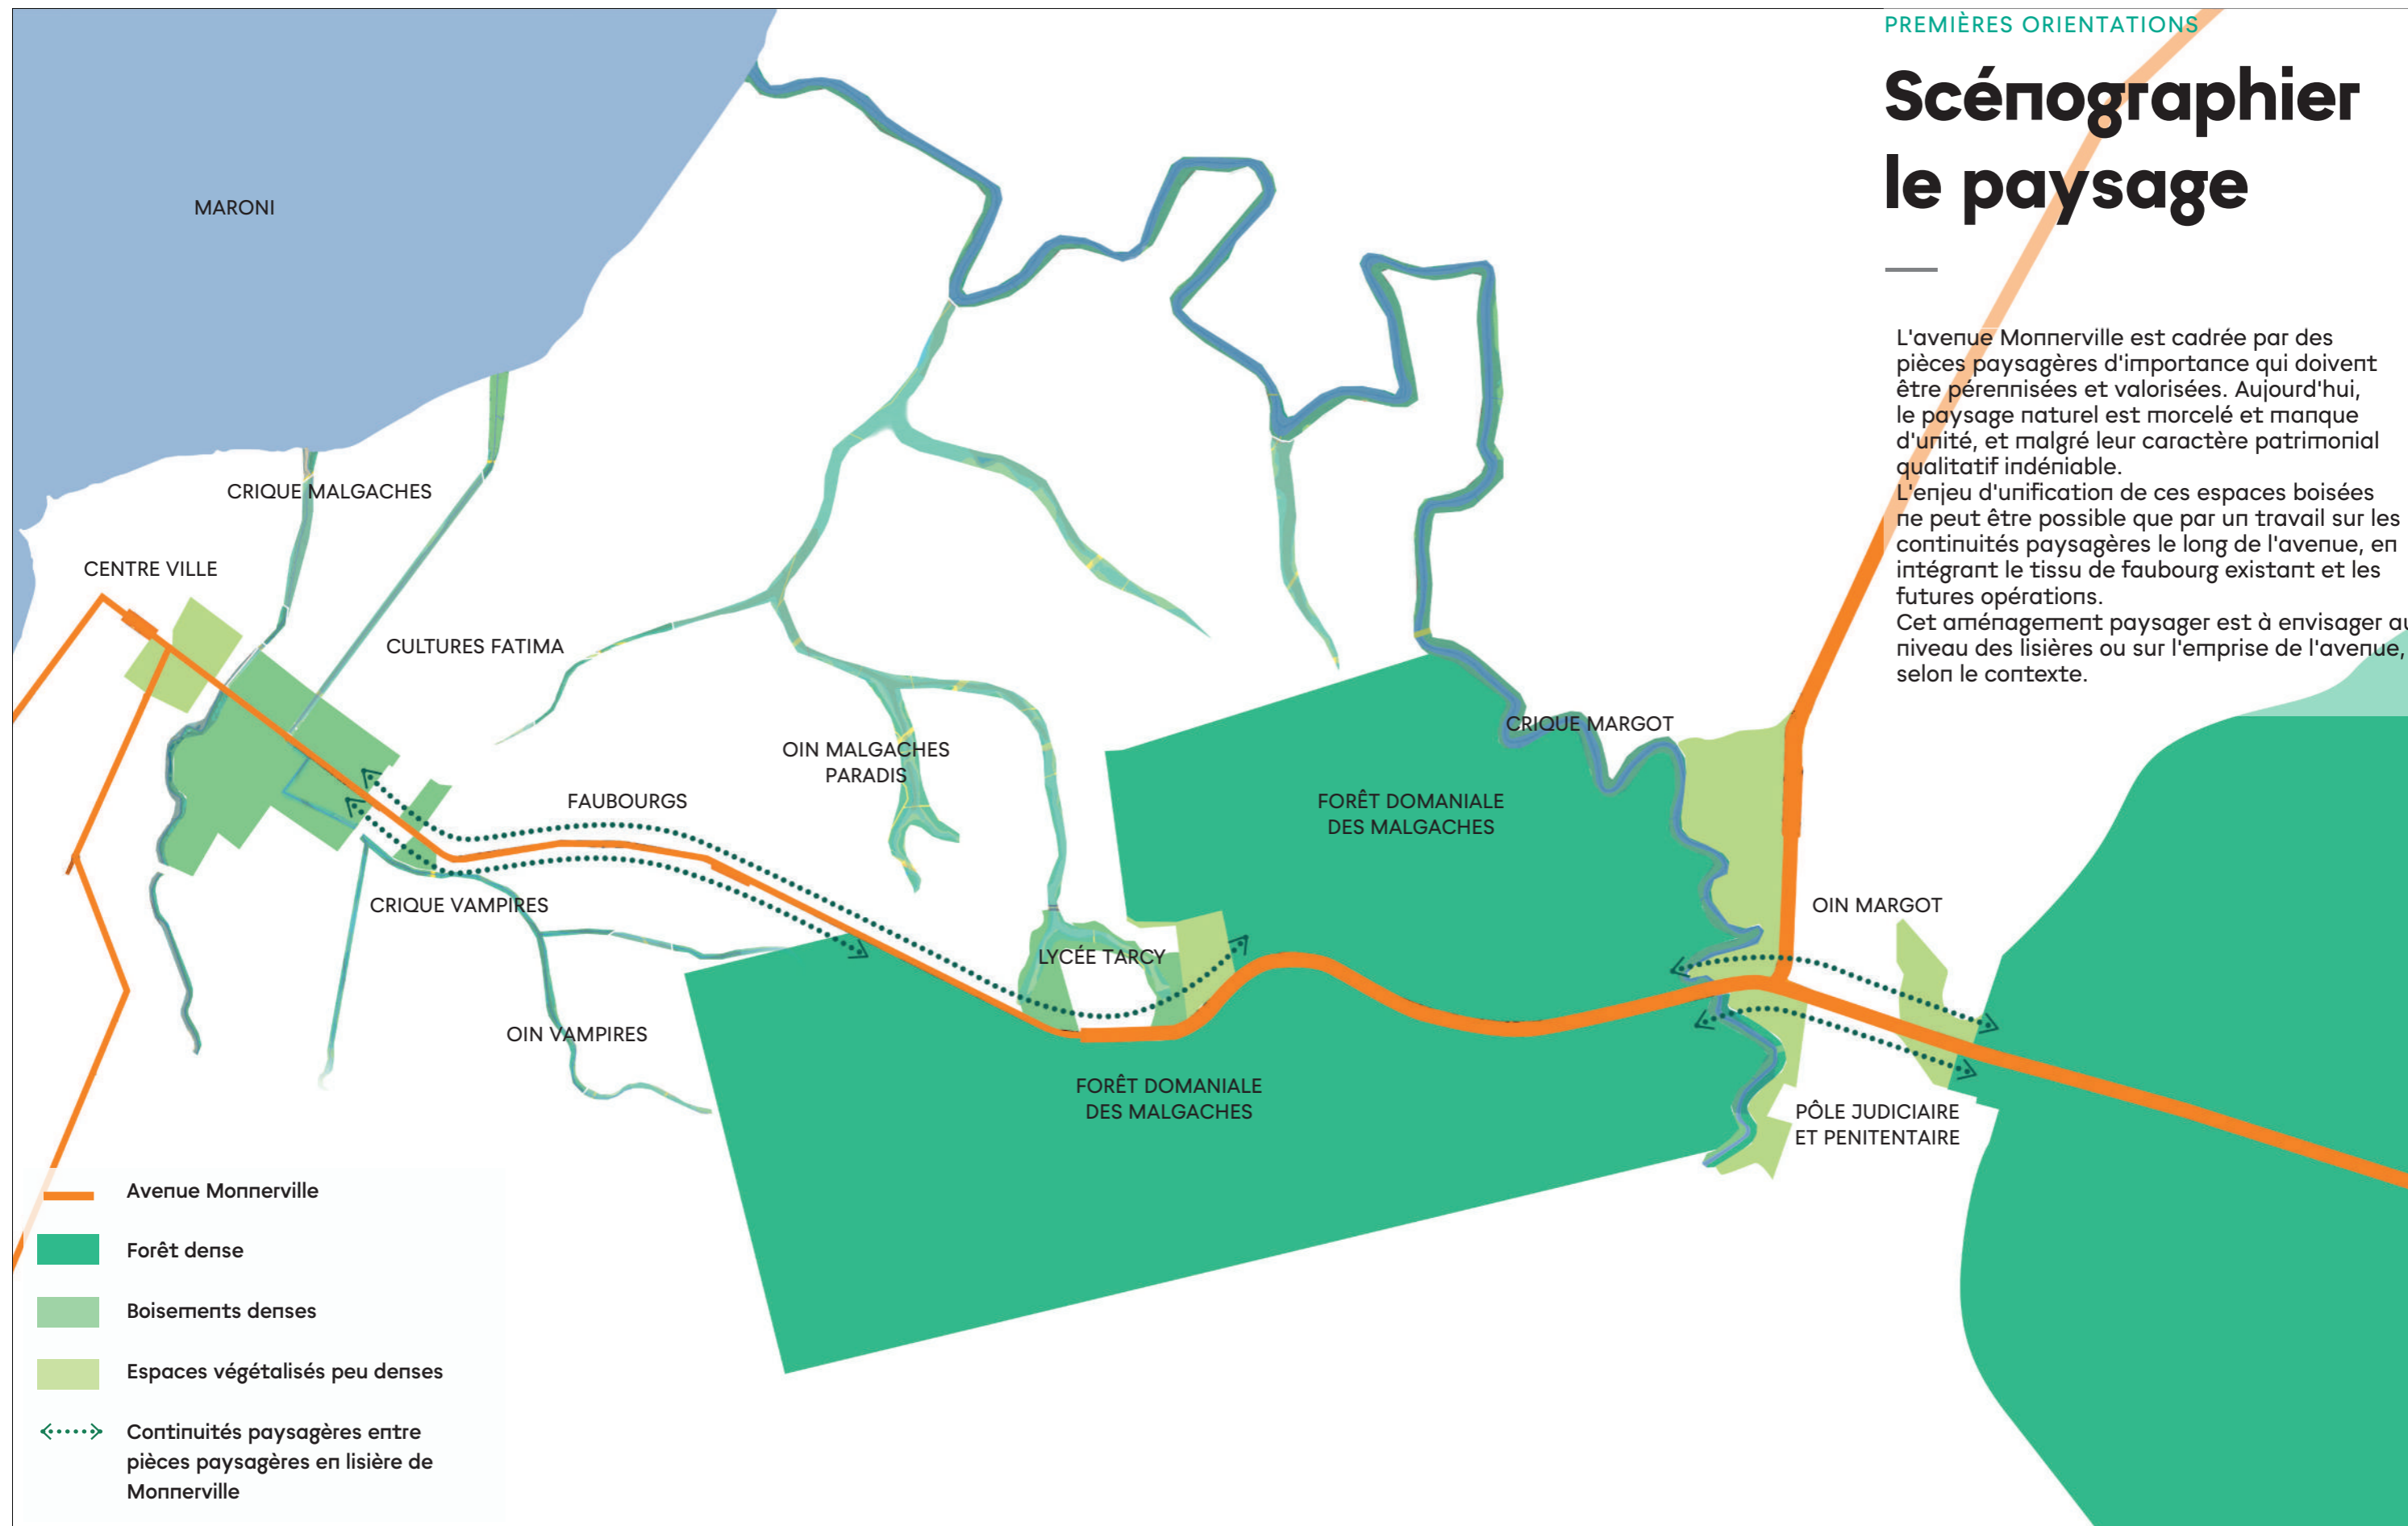 PREMIÈRES ORIENTATIONS
Scénographier
le paysage
L'avenue Monnerville est cadrée par des
pièces paysagères d'importance qui doivent
être pérennisées et valorisées. Aujourd'hui,
le paysage naturel est morcelé et manque
d'unité, et malgré leur caractère patrimonial
qualitatif indéniable.
L'enjeu d'unification de ces espaces boisées
ne peut être possible que par un travail sur les
continuités paysagères le long de l'avenue, en
intégrant le tissu de faubourg existant et les
futures opérations.
Cet aménagement paysager est à envisager au
niveau des lisières ou sur l'emprise de l'avenue,
selon le contexte.
MARONI
CRIQUE MALGACHES
CENTRE VILLE
CULTURES FATIMA
OIN MALGACHES
PARADIS
FAUBOURGS
CRIQUE VAMPIRES
OIN VAMPIRES
LYCÉE TARCY
FORÊT DOMANIALE
DES MALGACHES
CRIQUE MARGOT
OIN MARGOT
FORÊT DOMANIALE
DES MALGACHES
PÔLE JUDICIAIRE
ET PENITENTAIRE
Avenue Monnerville
Forêt dense
Boisements denses
Espaces végétalisés peu denses
Continuités paysagères entre
pièces paysagères en lisière de
Monnerville